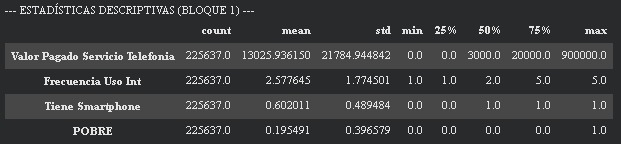 --- ESTADÍSTICAS DESCRIPTIVAS (BLOQUE 1) ---
count mean std min 25% 50% 75% max
Valor Pagado Servicio Telefonia 225637.0 13025.936150 21784.944842 0.0 0.0 3000.0 20000.0 900000.0
Frecuencia Uso Int 225637.0 2.577645 1.774501 1.0 1.0 2.0 5.0 5.0
Tiene Smartphone 225637.0 0.602011 0.489484 0.0 0.0 1.0 1.0 1.0
POBRE 225637.0 0.195491 0.396579 0.0 0.0 0.0 0.0 1.0